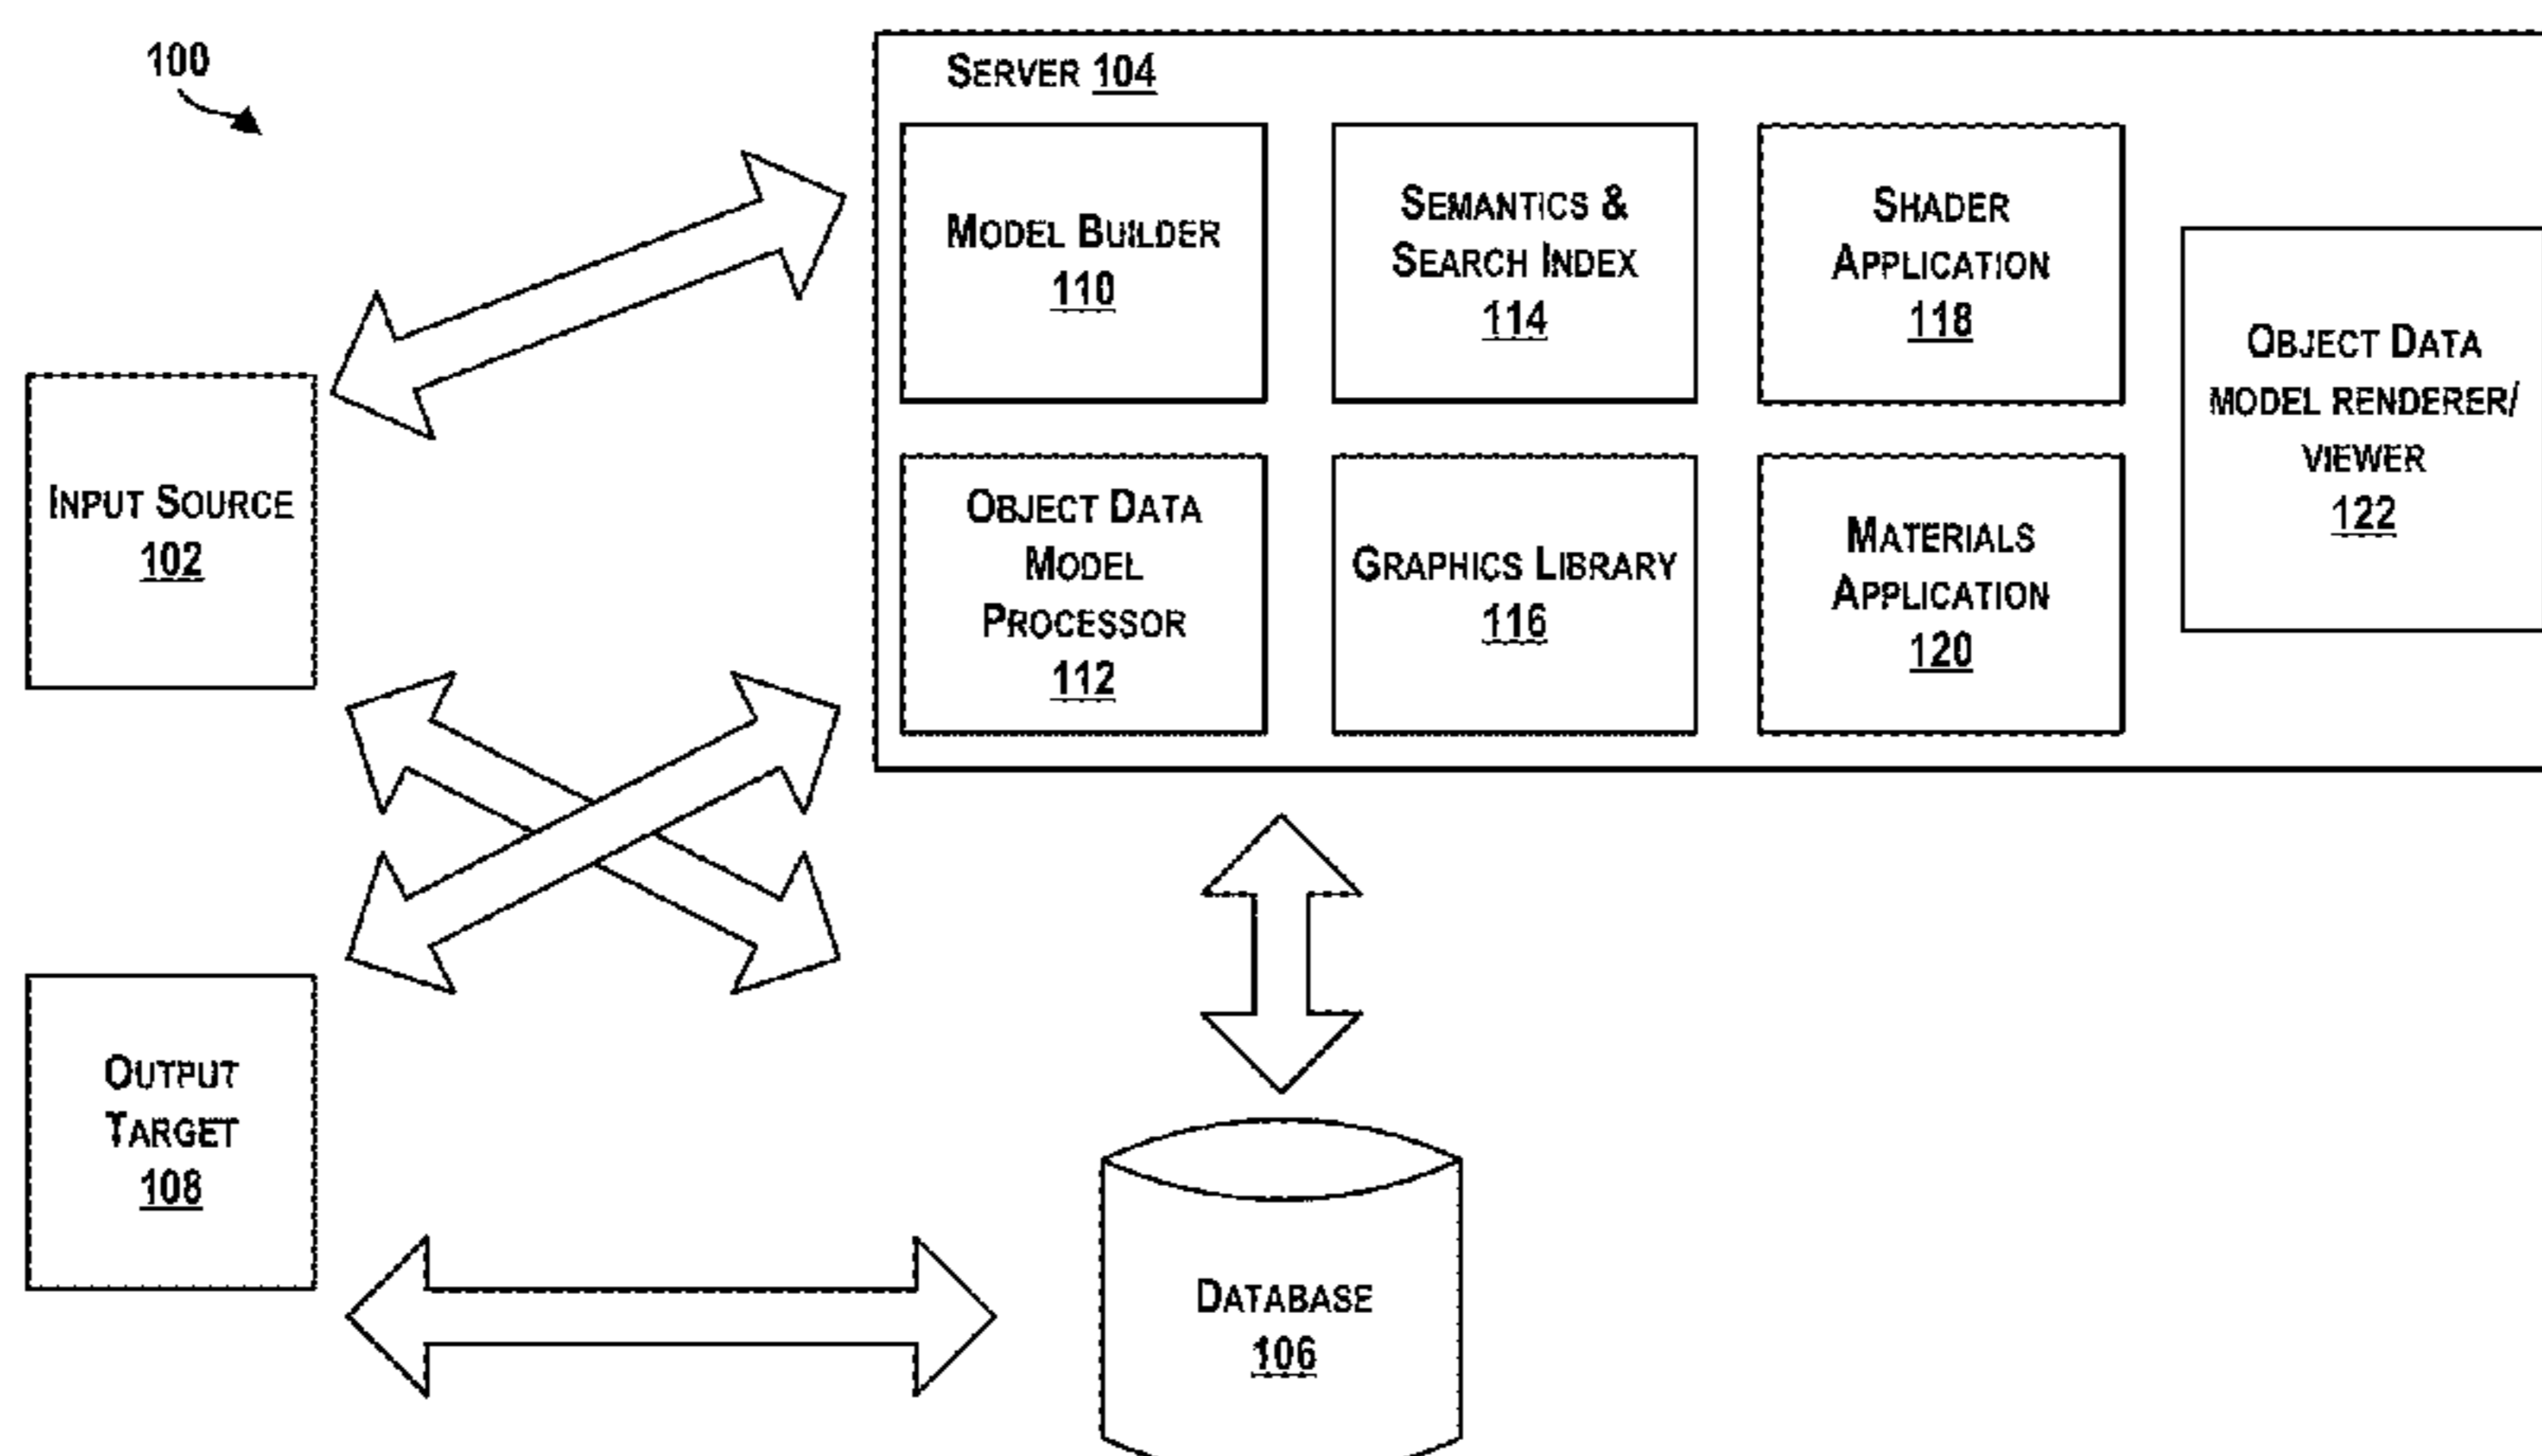 100
SERVER 104
MODEL BUILDER
110
SEMANTICS &
SEARCH INDEX
114
SHADER
APPLICATION
118
OBJECT DATA
MODEL RENDERER/
VIEWER
122
OBJECT DATA
MODEL
PROCESSOR
112
GRAPHICS LIBRARY
116
MATERIALS
APPLICATION
120
INPUT SOURCE
102
OUTPUT
TARGET
108
DATABASE
106